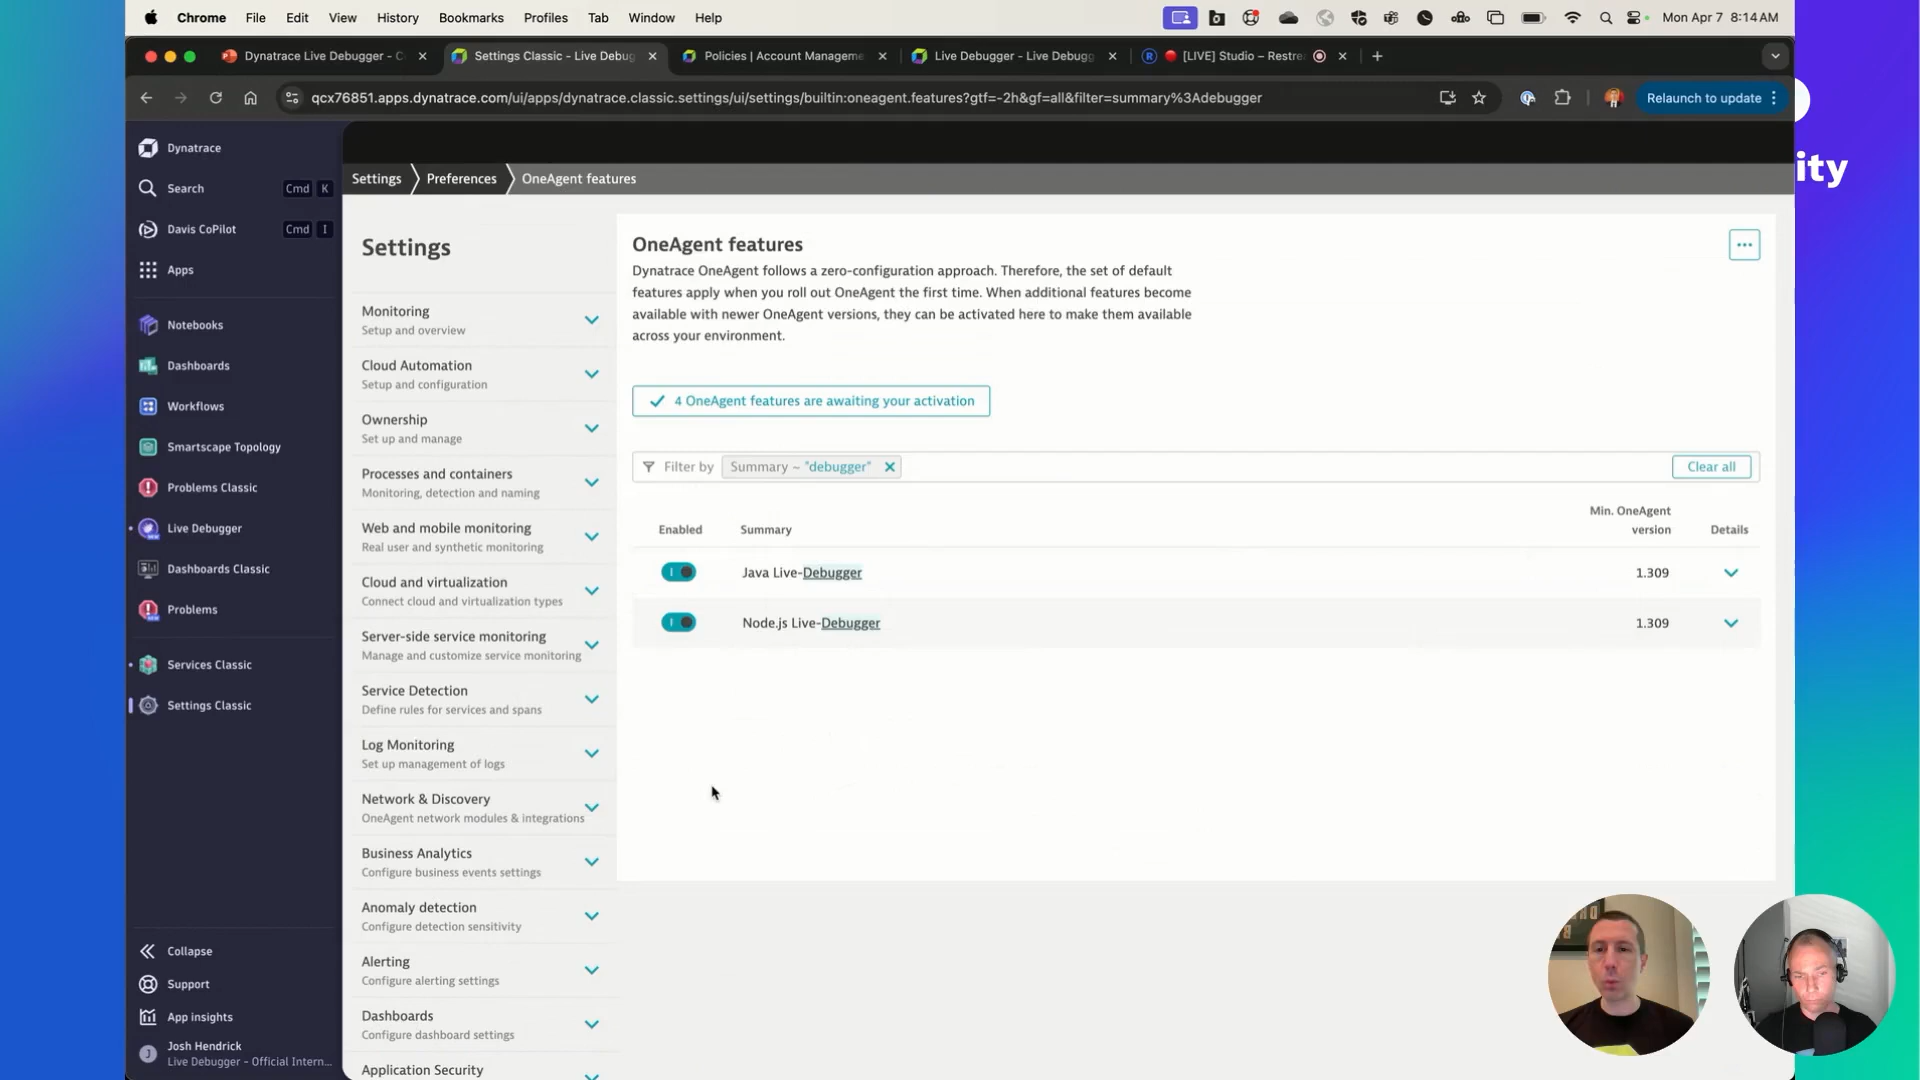 Chrome File Edit View History Bookmarks Profiles Tab Window Help
Mon Apr 7 8:14 AM
Dynatrace Live Debugger - C
Settings Classic - Live Debug
Policies | Account Manageme
Live Debugger - Live Debugg
[LIVE] Studio – Restre
qcx76851.apps.dynatrace.com/ui/apps/dynatrace.classic.settings/ui/settings/builtin:oneagent.features?gtf=-2h&gf=all&filter=summary%3Adebugger
Relaunch to update
ity
Dynatrace
Search Cmd K
Davis CoPilot Cmd I
Apps
Notebooks
Dashboards
Workflows
Smartscape Topology
Problems Classic
Live Debugger
Dashboards Classic
Problems
Services Classic
Settings Classic
Collapse
Support
App insights
J
Josh Hendrick
Live Debugger - Official Intern...
Settings Preferences OneAgent features
Settings
Monitoring
Setup and overview
Cloud Automation
Setup and configuration
Ownership
Set up and manage
Processes and containers
Monitoring, detection and naming
Web and mobile monitoring
Real user and synthetic monitoring
Cloud and virtualization
Connect cloud and virtualization types
Server-side service monitoring
Manage and customize service monitoring
Service Detection
Define rules for services and spans
Log Monitoring
Set up management of logs
Network & Discovery
OneAgent network modules & integrations
Business Analytics
Configure business events settings
Anomaly detection
Configure detection sensitivity
Alerting
Configure alerting settings
Dashboards
Configure dashboard settings
Application Security
OneAgent features
Dynatrace OneAgent follows a zero-configuration approach. Therefore, the set of default
features apply when you roll out OneAgent the first time. When additional features become
available with newer OneAgent versions, they can be activated here to make them available
across your environment.
4 OneAgent features are awaiting your activation
Filter by Summary ~ "debugger" Clear all
Enabled Summary Min. OneAgent version Details
Java Live-Debugger 1.309
Node.js Live-Debugger 1.309